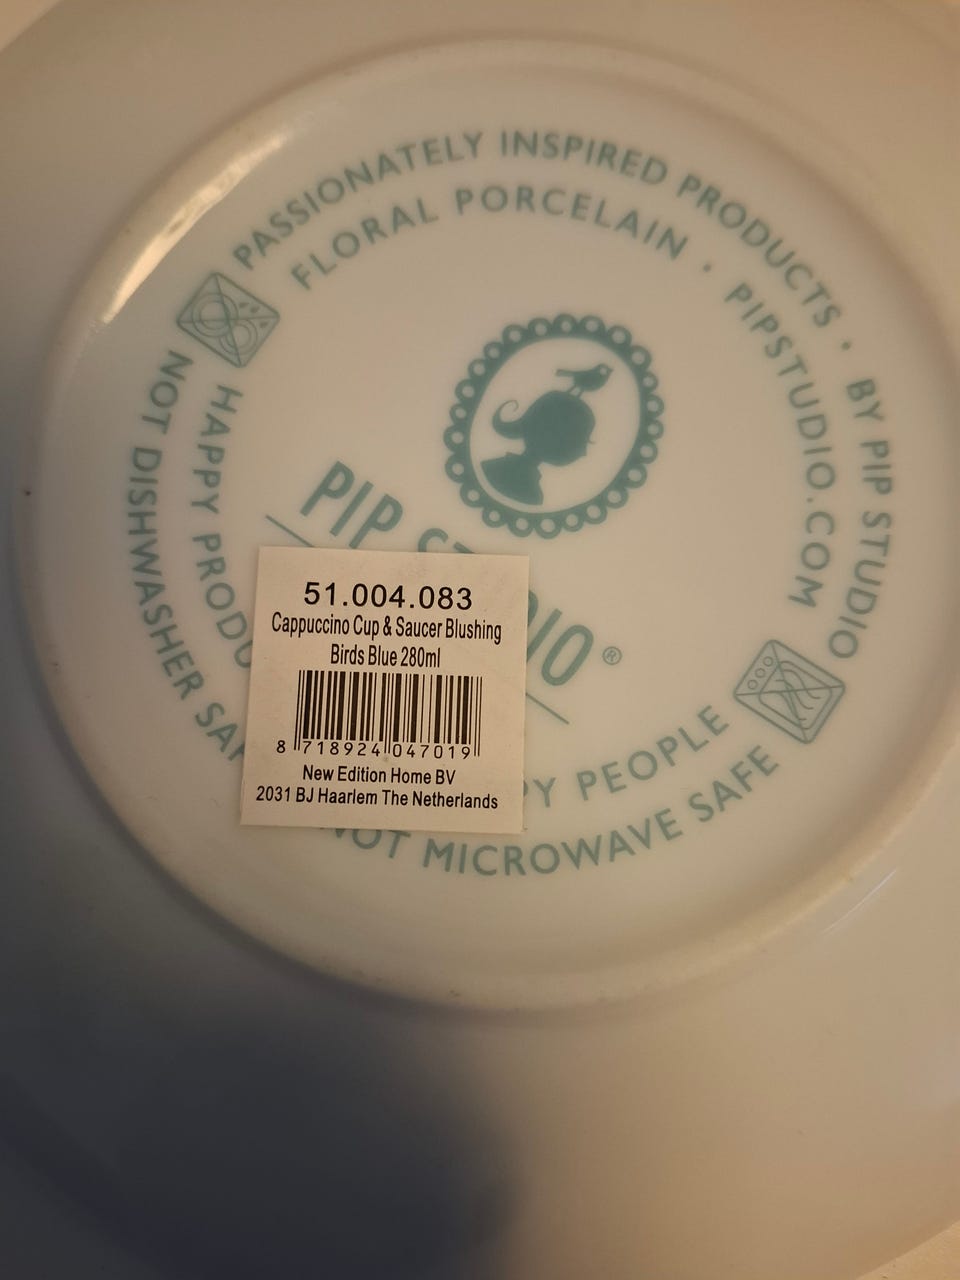 PASSIONATELY INSPIRED PRODUCTS · BY PIP STUDIO
FLORAL PORCELAIN · PIPSTUDIO.COM
NOT DISHWASHER
NOT MICROWAVE SAFE
HAPPY
PEOPLE
PIP
®
51.004.083
Cappuccino Cup & Saucer Blushing
Birds Blue 280ml
8 718924 047019
New Edition Home BV
2031 BJ Haarlem The Netherlands